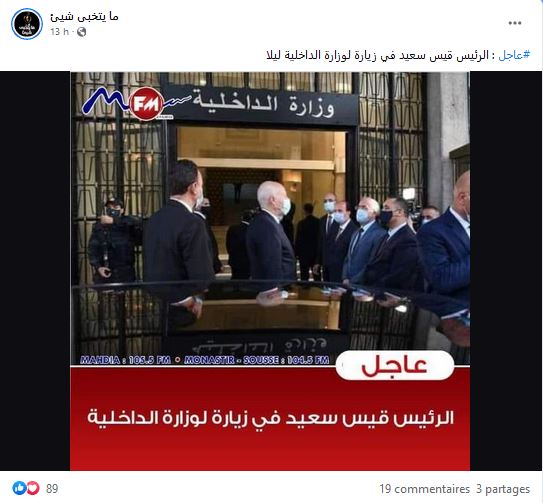 ما يتخبى شيئ
13 h
#عاجل : الرئيس قيس سعيد في زيارة لوزارة الداخلية ليلا
FM
وزارة الداخلية
MAHDIA : 105.5 FM • MONASTIR - SOUSSE : 104.5 FM
عاجل
الرئيس قيس سعيد في زيارة لوزارة الداخلية
89
19 commentaires 3 partages